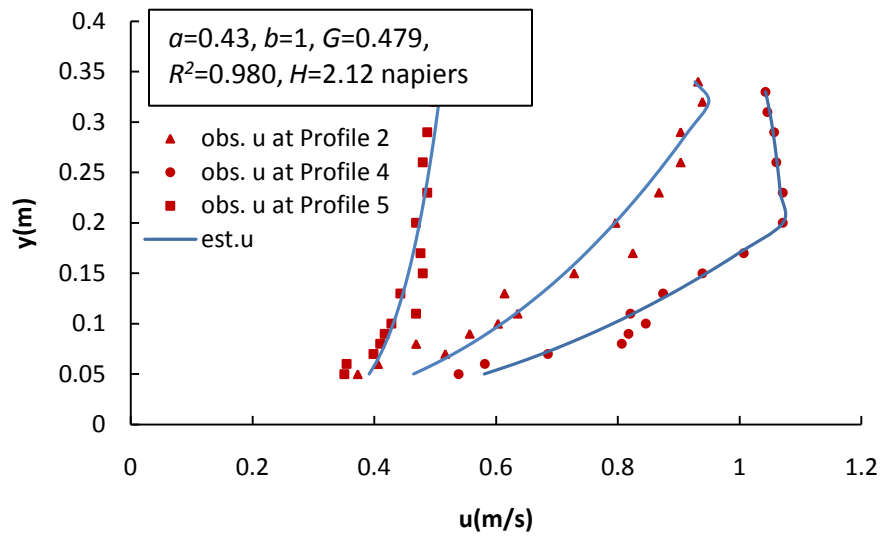 a=0.43, b=1, G=0.479,
R²=0.980, H=2.12 napiers
obs. u at Profile 2
obs. u at Profile 4
obs. u at Profile 5
est.u
y(m)
0.4
0.35
0.3
0.25
0.2
0.15
0.1
0.05
0
0 0.2 0.4 0.6 0.8 1 1.2
u(m/s)